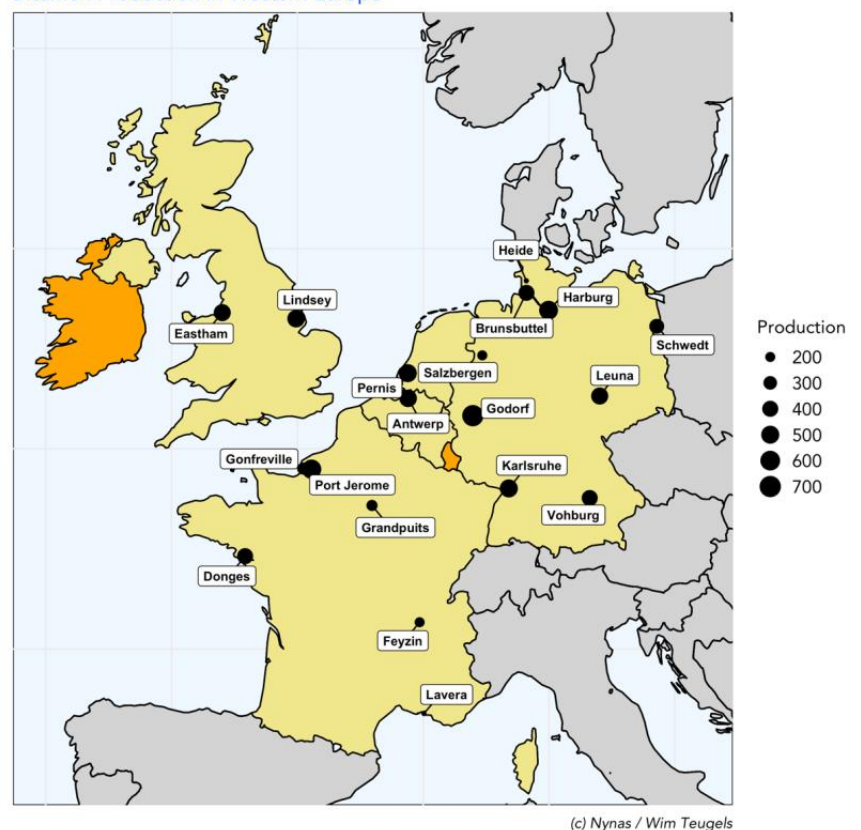 Heide
Harburg
Lindsey
Brunsbuttel
Eastham
Schwedt
Salzbergen
Leuna
Pernis
Godorf
Antwerp
Gonfreville
Karlsruhe
Port Jerome
Vohburg
Grandpuits
Donges
Feyzin
Lavera
Production
200
300
400
500
600
700
(c) Nynas / Wim Teugels